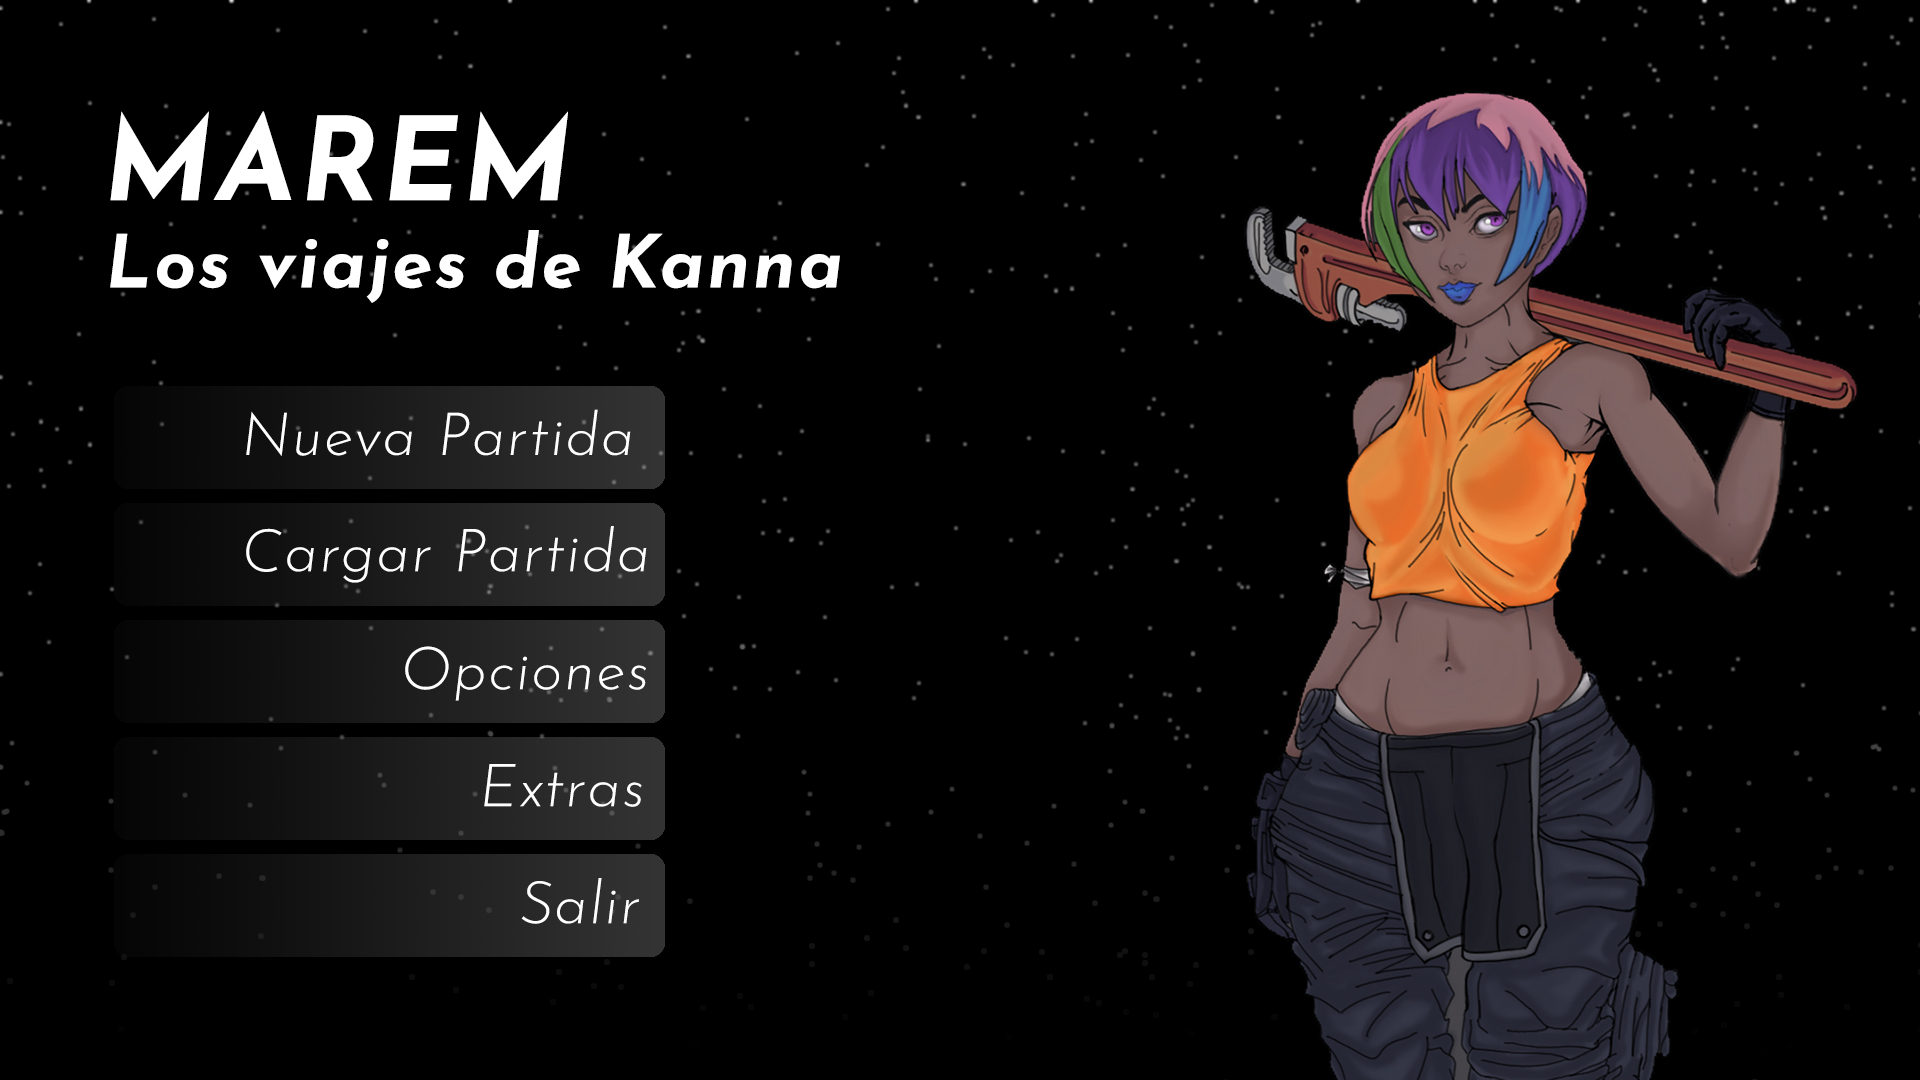 MAREM
Los viajes de Kanna
Nueva Partida
Cargar Partida
Opciones
Extras
Salir